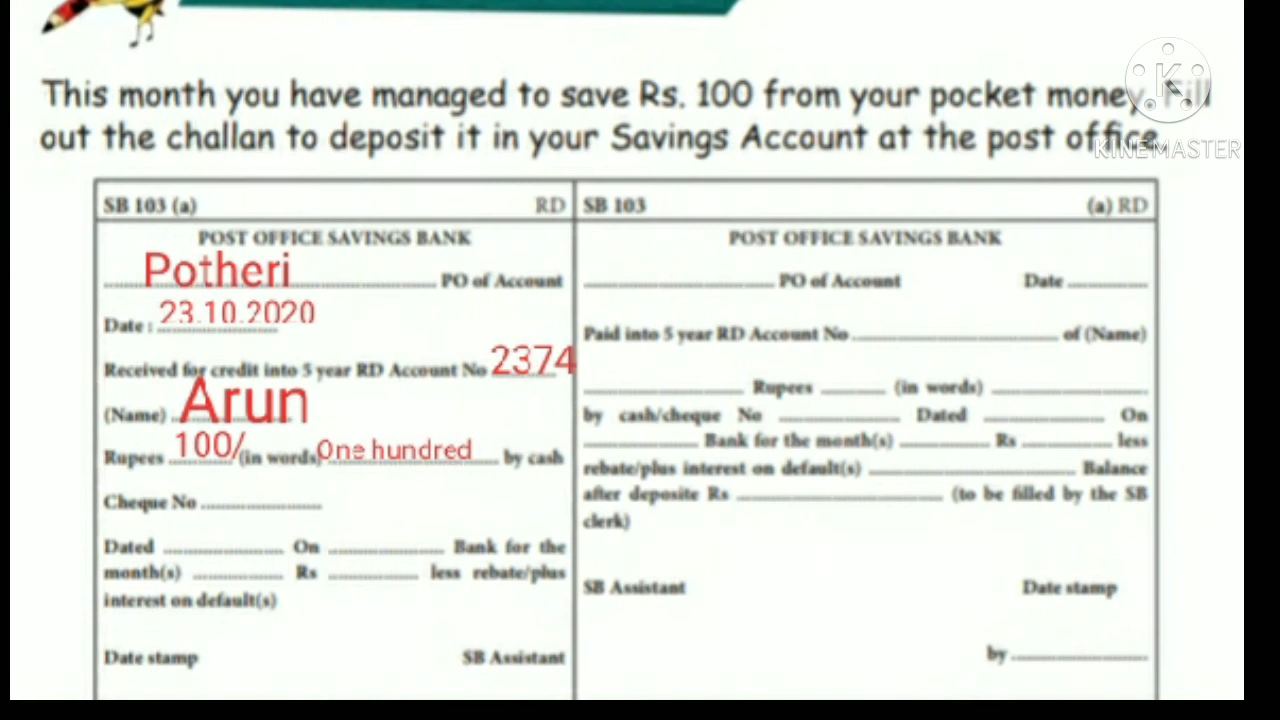 This month you have managed to save Rs. 100 from your pocket money. Fill
out the challan to deposit it in your Savings Account at the post office.
K
KINEMASTER
SB 103 (a) RD
POST OFFICE SAVINGS BANK
Potheri PO of Account
Date : 23.10.2020
Received for credit into 5 year RD Account No 2374
(Name) Arun
Rupees 100/ (in words) One hundred by cash
Cheque No ........................
Dated ........................ On ........................ Bank for the
month(s) .................. Rs .................. less rebate/plus
interest on default(s)
Date stamp SB Assistant
SB 103 (a) RD
POST OFFICE SAVINGS BANK
........................ PO of Account Date ................
Paid into 5 year RD Account No ........................ of (Name)
........................ Rupees ............ (in words) ........................
by cash/cheque No ........................ Dated ........................ On
........................ Bank for the month(s) .................. Rs .................. less
rebate/plus interest on default(s) ........................ Balance
after deposite Rs ........................ (to be filled by the SB
clerk)
SB Assistant Date stamp
by ........................